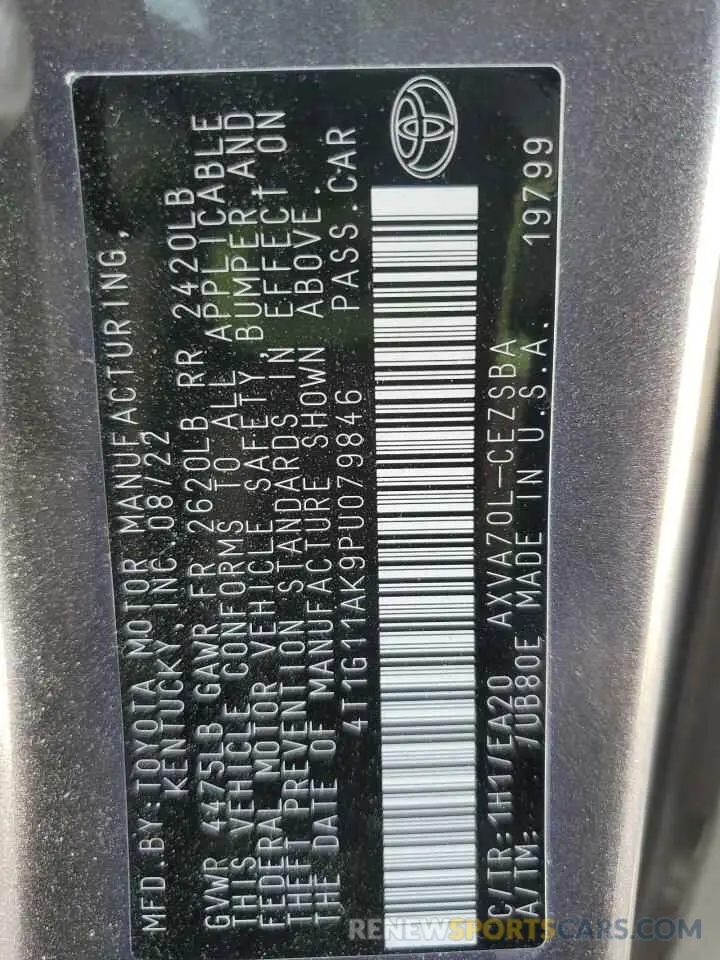 MFD.BY:TOYOTA MOTOR MANUFACTURING,
KENTUCKY,INC.08/22
GVWR 4475LB GAWR FR 2620LB RR 2420LB
THIS VEHICLE CONFORMS TO ALL APPLICABLE
FEDERAL MOTOR VEHICLE SAFETY,BUMPER,AND
THEFT PREVENTION STANDARDS IN EFFECT ON
THE DATE OF MANUFACTURE SHOWN ABOVE.
4T1G11AK9PU079846 PASS.CAR
C/TR:1H1/EA20 AXVA70L-CEZSBA
A/TM: /UB80E MADE IN U.S.A. 19799
RENEWSPORTSCAR.COM